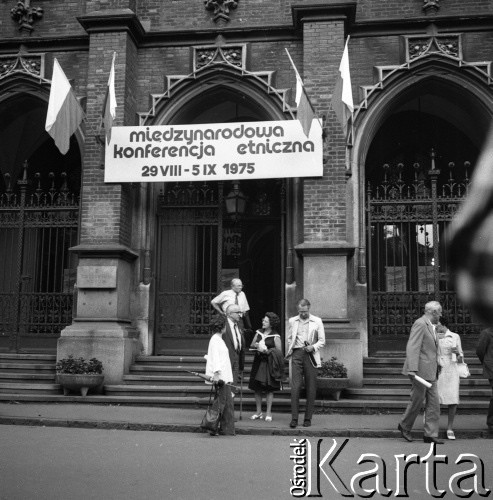 międzynarodowa
konferencja etniczna
29 VIII - 5 IX 1975
Ośrodek
Karta